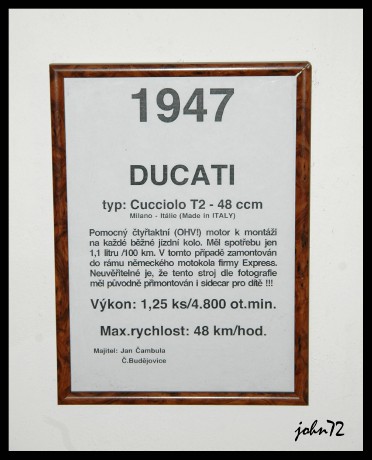 1947
DUCATI
typ: Cucciolo T2 - 48 ccm
Milano - Itálie (Made in ITALY)
Pomocný čtyřtaktní (OHV!) motor k montáži
na každé běžné jízdní kolo. Měl spotřebu jen
1,1 litru /100 km. V tomto případě zamontován
do rámu německého motokola firmy Express.
Neuvěřitelné je, že tento stroj dle fotografie
měl původně přimontován i sidecar pro dítě !!!
Výkon: 1,25 ks/4.800 ot.min.
Max.rychlost: 48 km/hod.
Majitel: Jan Čambula
Č.Budějovice
john72